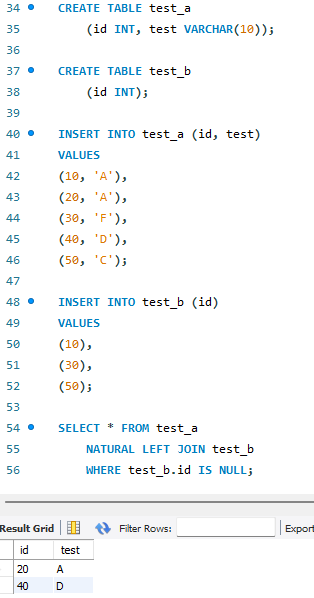 34 CREATE TABLE test_a
35 (id INT, test VARCHAR(10));
36
37 CREATE TABLE test_b
38 (id INT);
39
40 INSERT INTO test_a (id, test)
41 VALUES
42 (10, 'A'),
43 (20, 'A'),
44 (30, 'F'),
45 (40, 'D'),
46 (50, 'C');
47
48 INSERT INTO test_b (id)
49 VALUES
50 (10),
51 (30),
52 (50);
53
54 SELECT * FROM test_a
55 NATURAL LEFT JOIN test_b
56 WHERE test_b.id IS NULL;
Result Grid Filter Rows: Export
id test
20 A
40 D